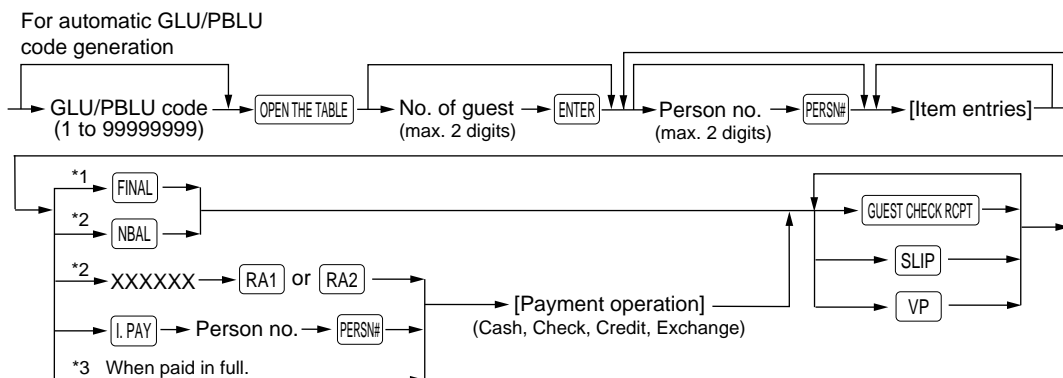 For automatic GLU/PBLU
code generation
GLU/PBLU code
(1 to 99999999)
OPEN THE TABLE
No. of guest
(max. 2 digits)
ENTER
Person no.
(max. 2 digits)
PERSN#
[Item entries]
*1 FINAL
*2 NBAL
GUEST CHECK RCPT
SLIP
VP
*2 XXXXXX RA1 or RA2
[Payment operation]
(Cash, Check, Credit, Exchange)
I. PAY Person no. PERSN#
*3 When paid in full.